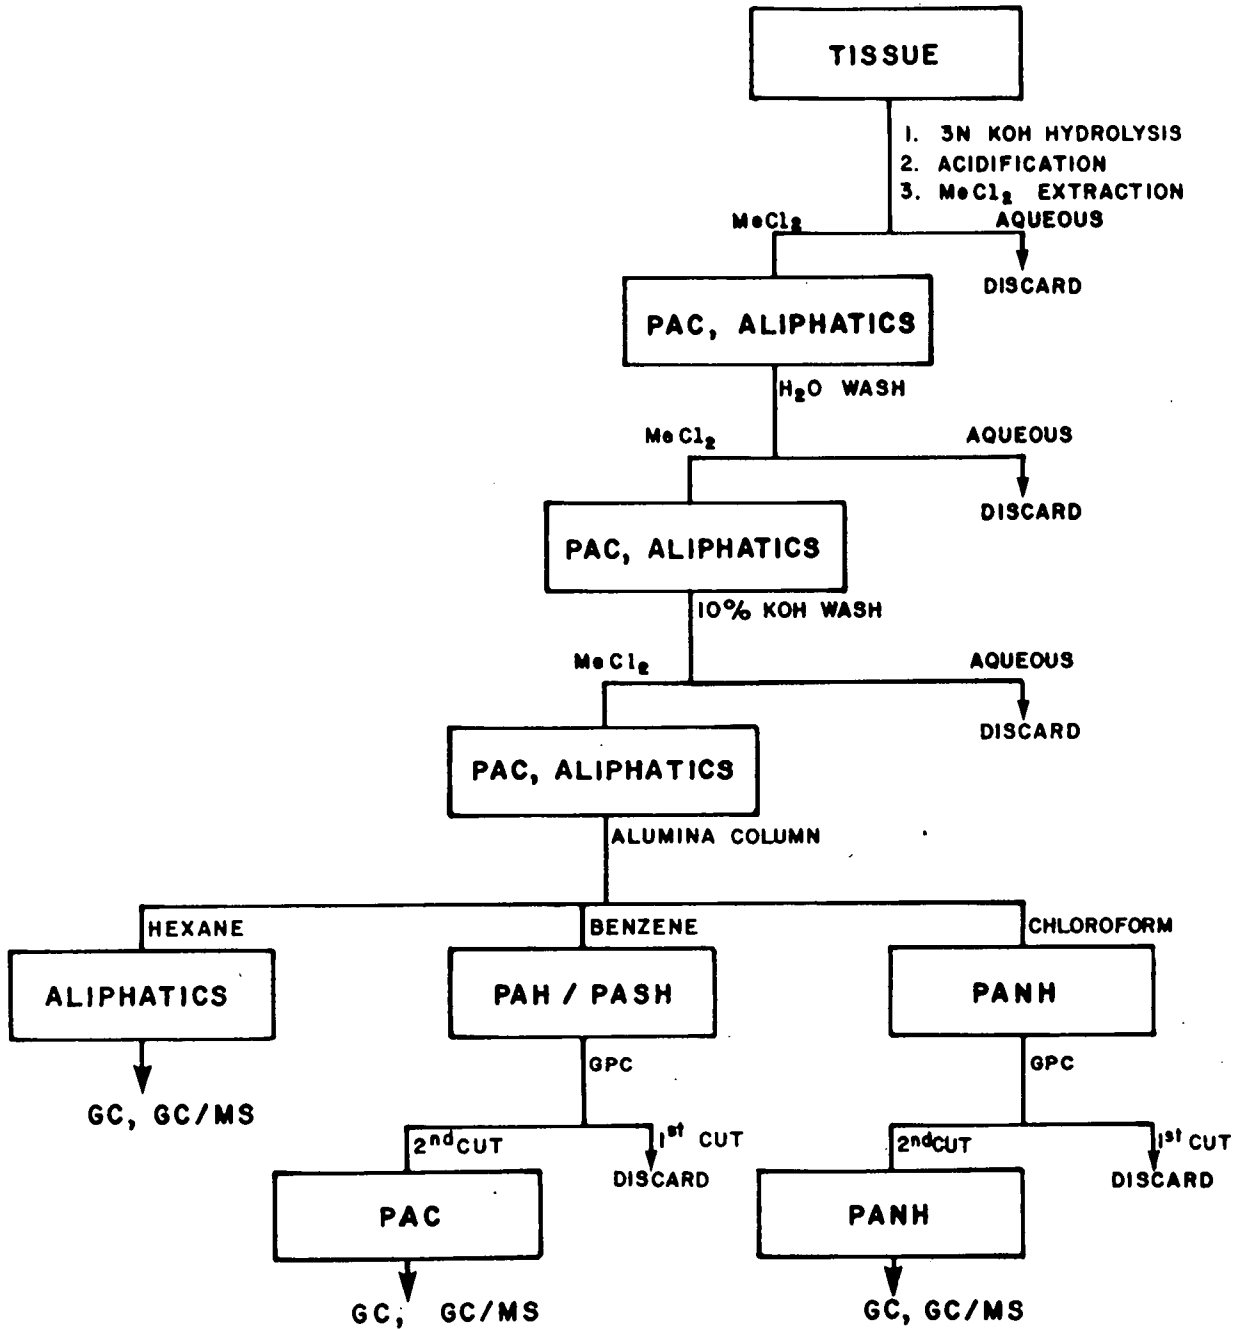 TISSUE
1. 3N KOH HYDROLYSIS
2. ACIDIFICATION
3. MeCl₂ EXTRACTION
MeCl₂ AQUEOUS
DISCARD
PAC, ALIPHATICS
H₂O WASH
MeCl₂ AQUEOUS
DISCARD
PAC, ALIPHATICS
10% KOH WASH
MeCl₂ AQUEOUS
DISCARD
PAC, ALIPHATICS
ALUMINA COLUMN
HEXANE BENZENE CHLOROFORM
ALIPHATICS PAH / PASH PANH
GPC GPC
GC, GC/MS
2nd CUT 1st CUT 2nd CUT 1st CUT
DISCARD DISCARD
PAC PANH
GC, GC/MS GC, GC/MS